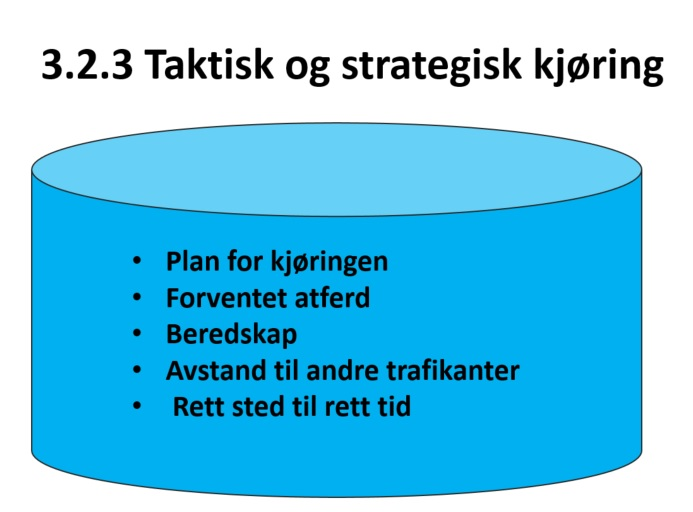 3.2.3 Taktisk og strategisk kjøring
• Plan for kjøringen
• Forventet atferd
• Beredskap
• Avstand til andre trafikanter
• Rett sted til rett tid